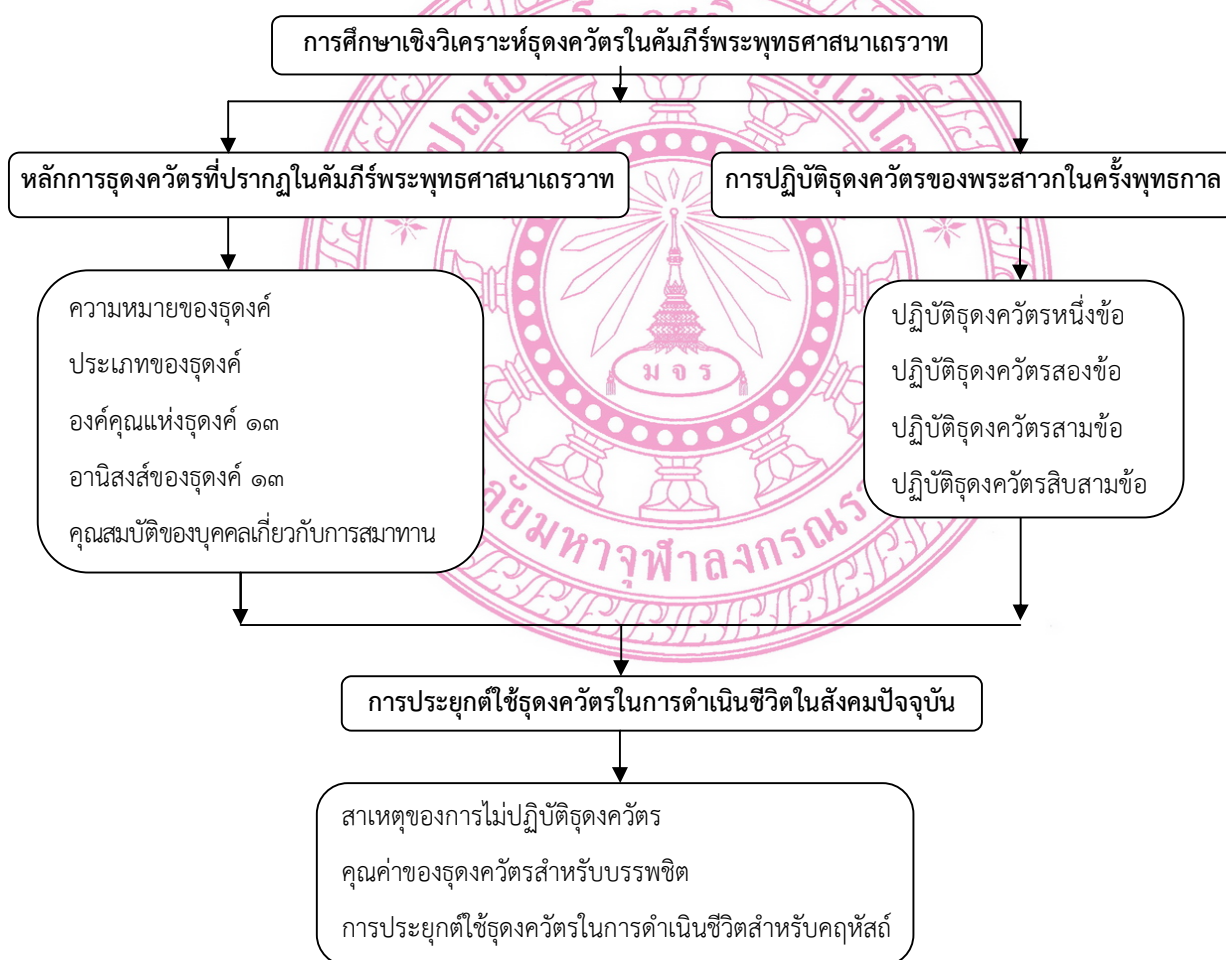 การศึกษาเชิงวิเคราะห์ธุดงควัตรในคัมภีร์พระพุทธศาสนาเถรวาท
หลักการธุดงควัตรที่ปรากฏในคัมภีร์พระพุทธศาสนาเถรวาท
การปฏิบัติธุดงควัตรของพระสาวกในครั้งพุทธกาล
ความหมายของธุดงค์
ประเภทของธุดงค์
องค์คุณแห่งธุดงค์ ๑๓
อานิสงส์ของธุดงค์ ๑๓
คุณสมบัติของบุคคลเกี่ยวกับการสมาทาน
ปฏิบัติธุดงควัตรหนึ่งข้อ
ปฏิบัติธุดงควัตรสองข้อ
ปฏิบัติธุดงควัตรสามข้อ
ปฏิบัติธุดงควัตรสิบสามข้อ
ม จ ร
ลัยมหาจุฬาลงกรณร
การประยุกต์ใช้ธุดงควัตรในการดำเนินชีวิตในสังคมปัจจุบัน
สาเหตุของการไม่ปฏิบัติธุดงควัตร
คุณค่าของธุดงควัตรสำหรับบรรพชิต
การประยุกต์ใช้ธุดงควัตรในการดำเนินชีวิตสำหรับคฤหัสถ์